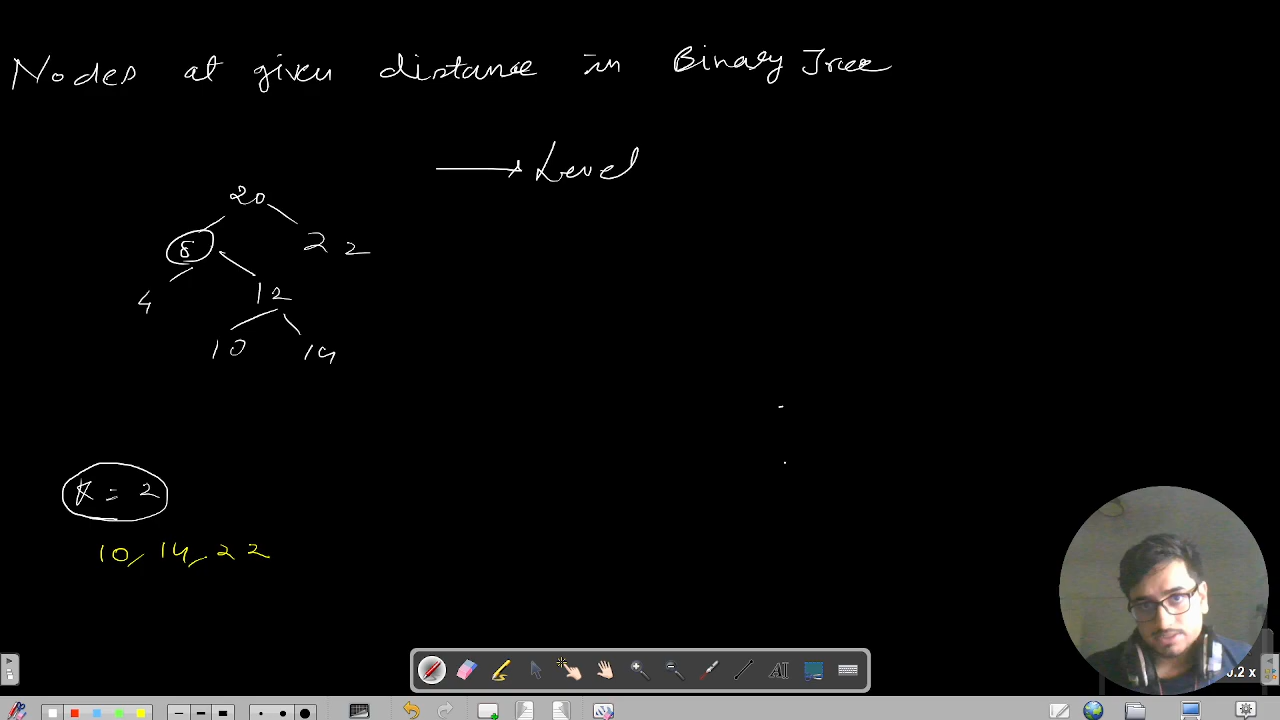 Nodes at given distance in Binary Tree
→ Level
20
8 22
4 12
10 14
K = 2
10, 14, 22
AI